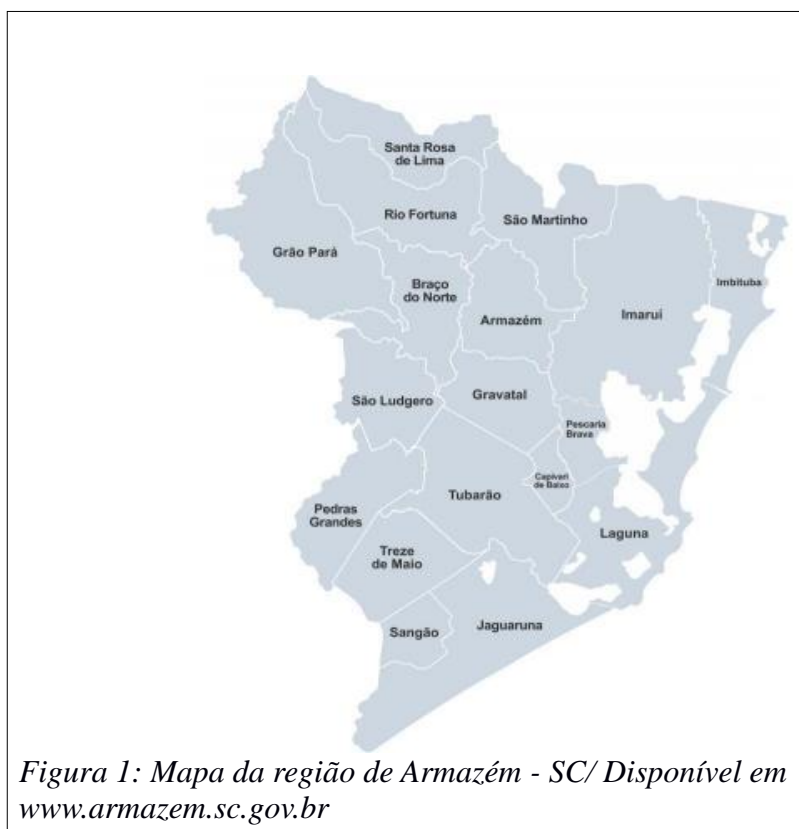 Santa Rosa
de Lima
Rio Fortuna
São Martinho
Grão Pará
Braço
do Norte
Imbituba
Armazém
Imaruí
São Ludgero
Gravatal
Pescaria
Brava
Capivari
de Baixo
Tubarão
Pedras
Grandes
Laguna
Treze
de Maio
Sangão
Jaguaruna
Figura 1: Mapa da região de Armazém - SC/ Disponível em
www.armazem.sc.gov.br